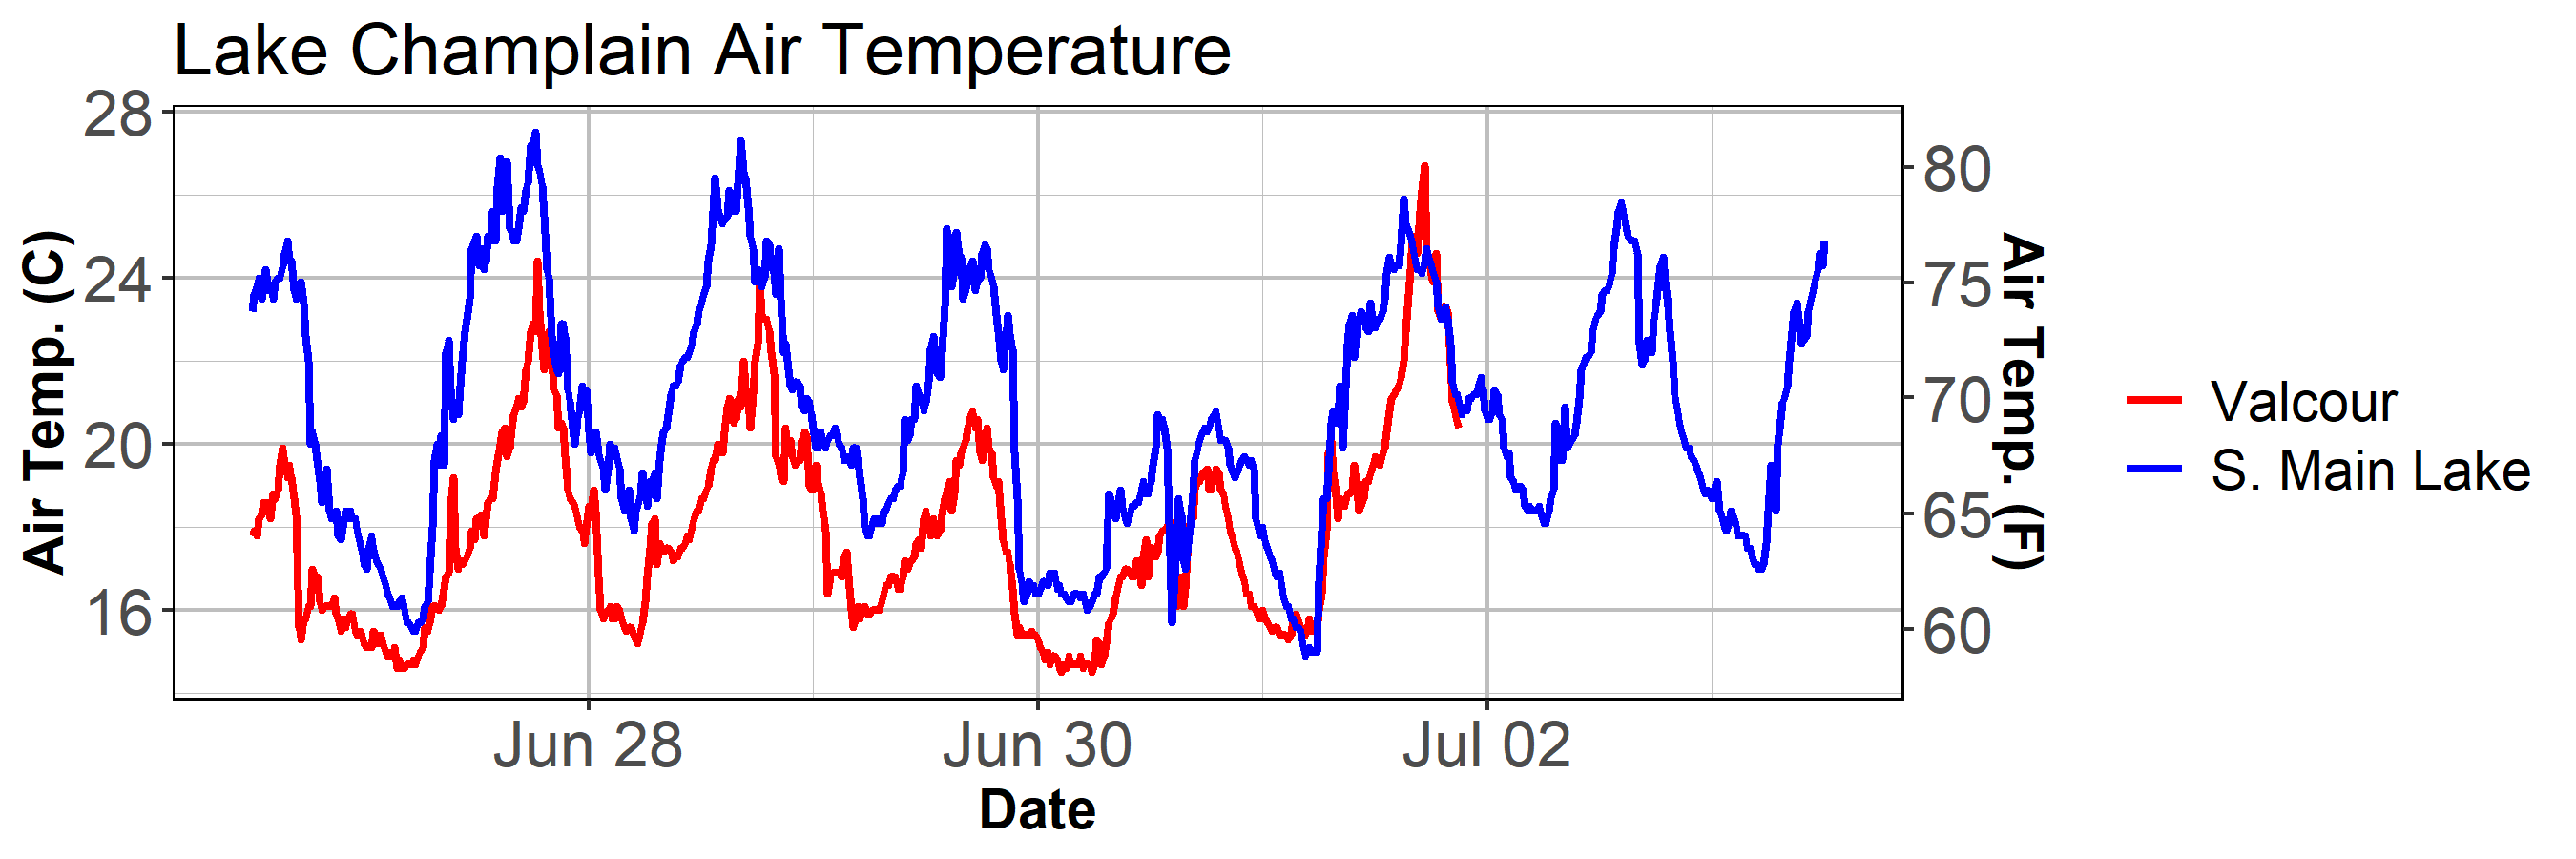 Lake Champlain Air Temperature
Air Temp. (C)
28
24
20
16
80
75
70
65
60
Air Temp. (F)
Jun 28
Jun 30
Jul 02
Date
Valcour
S. Main Lake